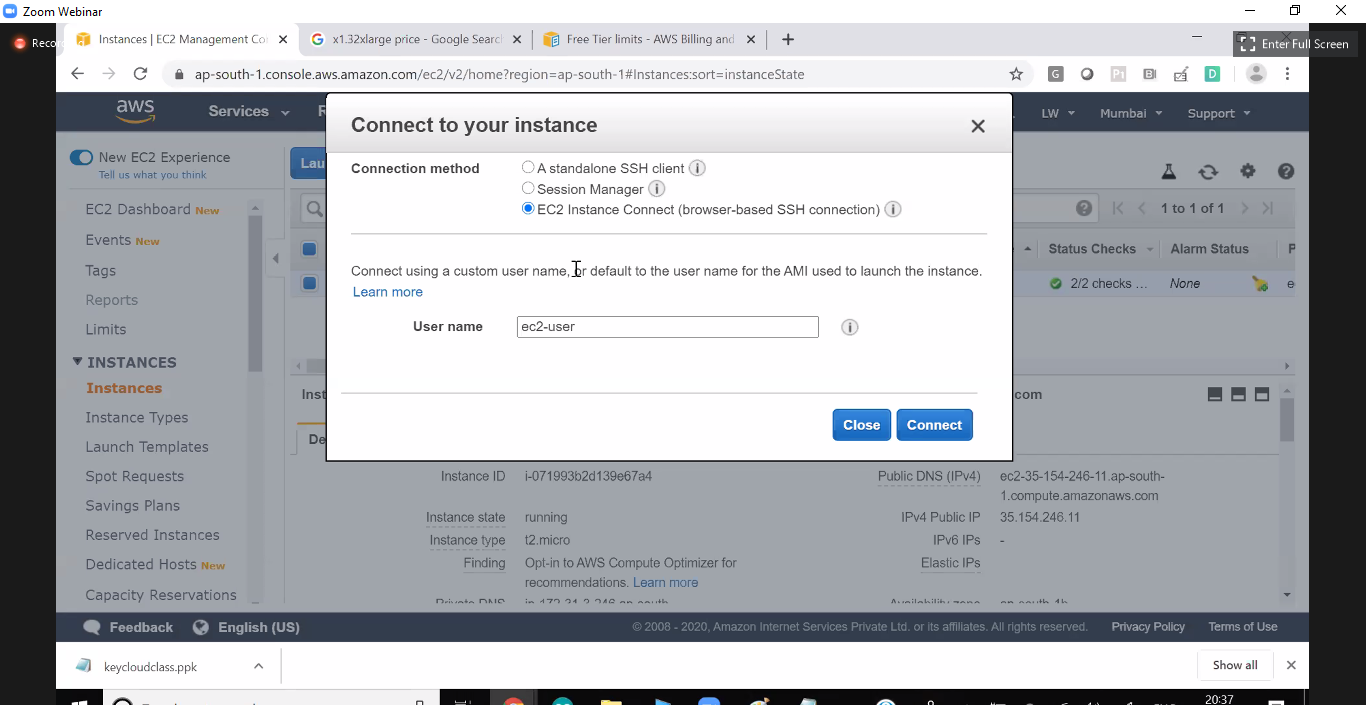 Zoom Webinar
Recor
Instances | EC2 Management Co
x1.32xlarge price - Google Searc
Free Tier limits - AWS Billing and
Enter Full Screen
ap-south-1.console.aws.amazon.com/ec2/v2/home?region=ap-south-1#Instances:sort=instanceState
aws
Services
R
LW
Mumbai
Support
Connect to your instance
New EC2 Experience
Tell us what you think
Lau
Connection method
A standalone SSH client
Session Manager
EC2 Instance Connect (browser-based SSH connection)
1 to 1 of 1
EC2 Dashboard New
Events New
Tags
Reports
Limits
Status Checks
Alarm Status
P
2/2 checks ...
None
e
Connect using a custom user name, or default to the user name for the AMI used to launch the instance.
Learn more
User name
ec2-user
INSTANCES
Instances
Instance Types
Launch Templates
Spot Requests
Savings Plans
Reserved Instances
Dedicated Hosts New
Capacity Reservations
Inst
com
De
Close
Connect
Instance ID
i-071993b2d139e67a4
Public DNS (IPv4)
ec2-35-154-246-11.ap-south-
1.compute.amazonaws.com
Instance state
running
IPv4 Public IP
35.154.246.11
Instance type
t2.micro
IPv6 IPs
-
Finding
Opt-in to AWS Compute Optimizer for
recommendations. Learn more
Elastic IPs
Private DNS
Availability zone
Feedback
English (US)
© 2008 - 2020, Amazon Internet Services Private Ltd. or its affiliates. All rights reserved.
Privacy Policy
Terms of Use
keycloudclass.ppk
Show all
20:37